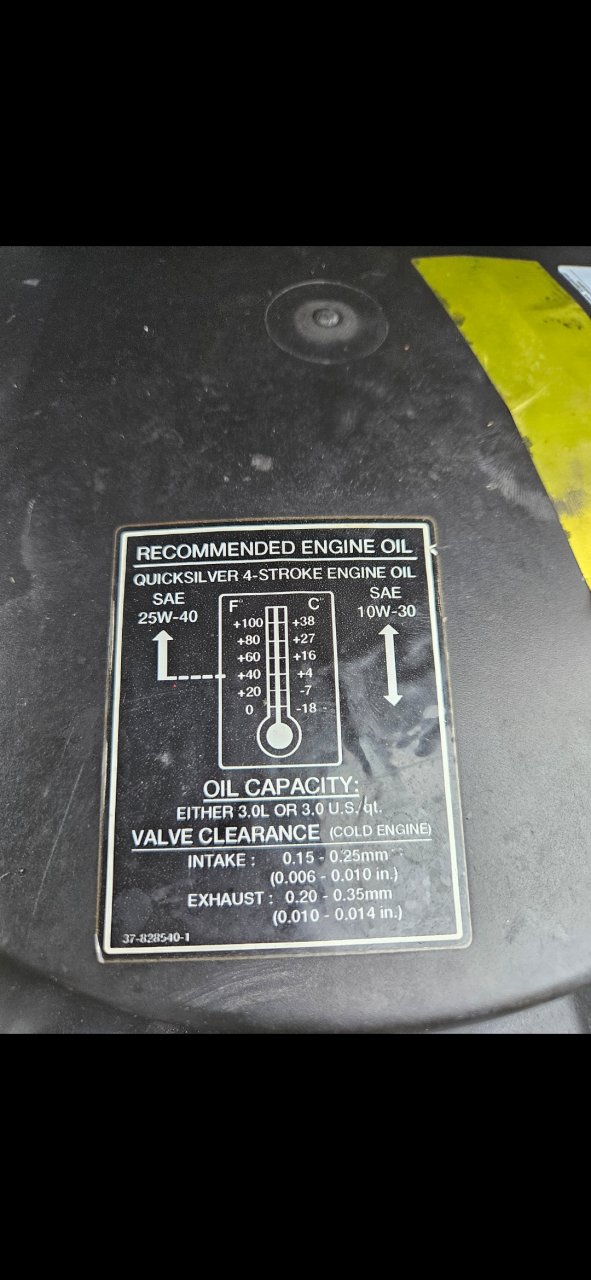 RECOMMENDED ENGINE OIL
QUICKSILVER 4-STROKE ENGINE OIL
SAE
25W-40
F° C°
+100 +38
+80 +27
+60 +16
+40 +4
+20 -7
0 -18
SAE
10W-30
OIL CAPACITY:
EITHER 3.0L OR 3.0 U.S./qt.
VALVE CLEARANCE (COLD ENGINE)
INTAKE : 0.15 - 0.25mm
(0.006 - 0.010 in.)
EXHAUST : 0.20 - 0.35mm
(0.010 - 0.014 in.)
37-828540-1